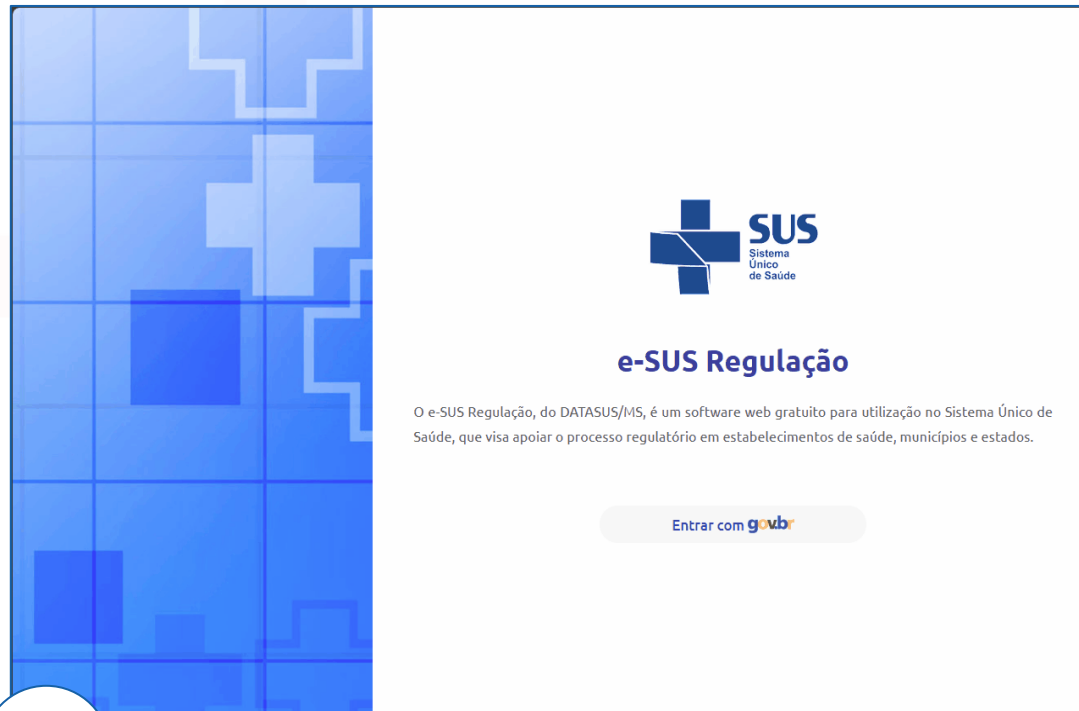 SUS
Sistema
Único
de Saúde
e-SUS Regulação
O e-SUS Regulação, do DATASUS/MS, é um software web gratuito para utilização no Sistema Único de
Saúde, que visa apoiar o processo regulatório em estabelecimentos de saúde, municípios e estados.
Entrar com gov.br